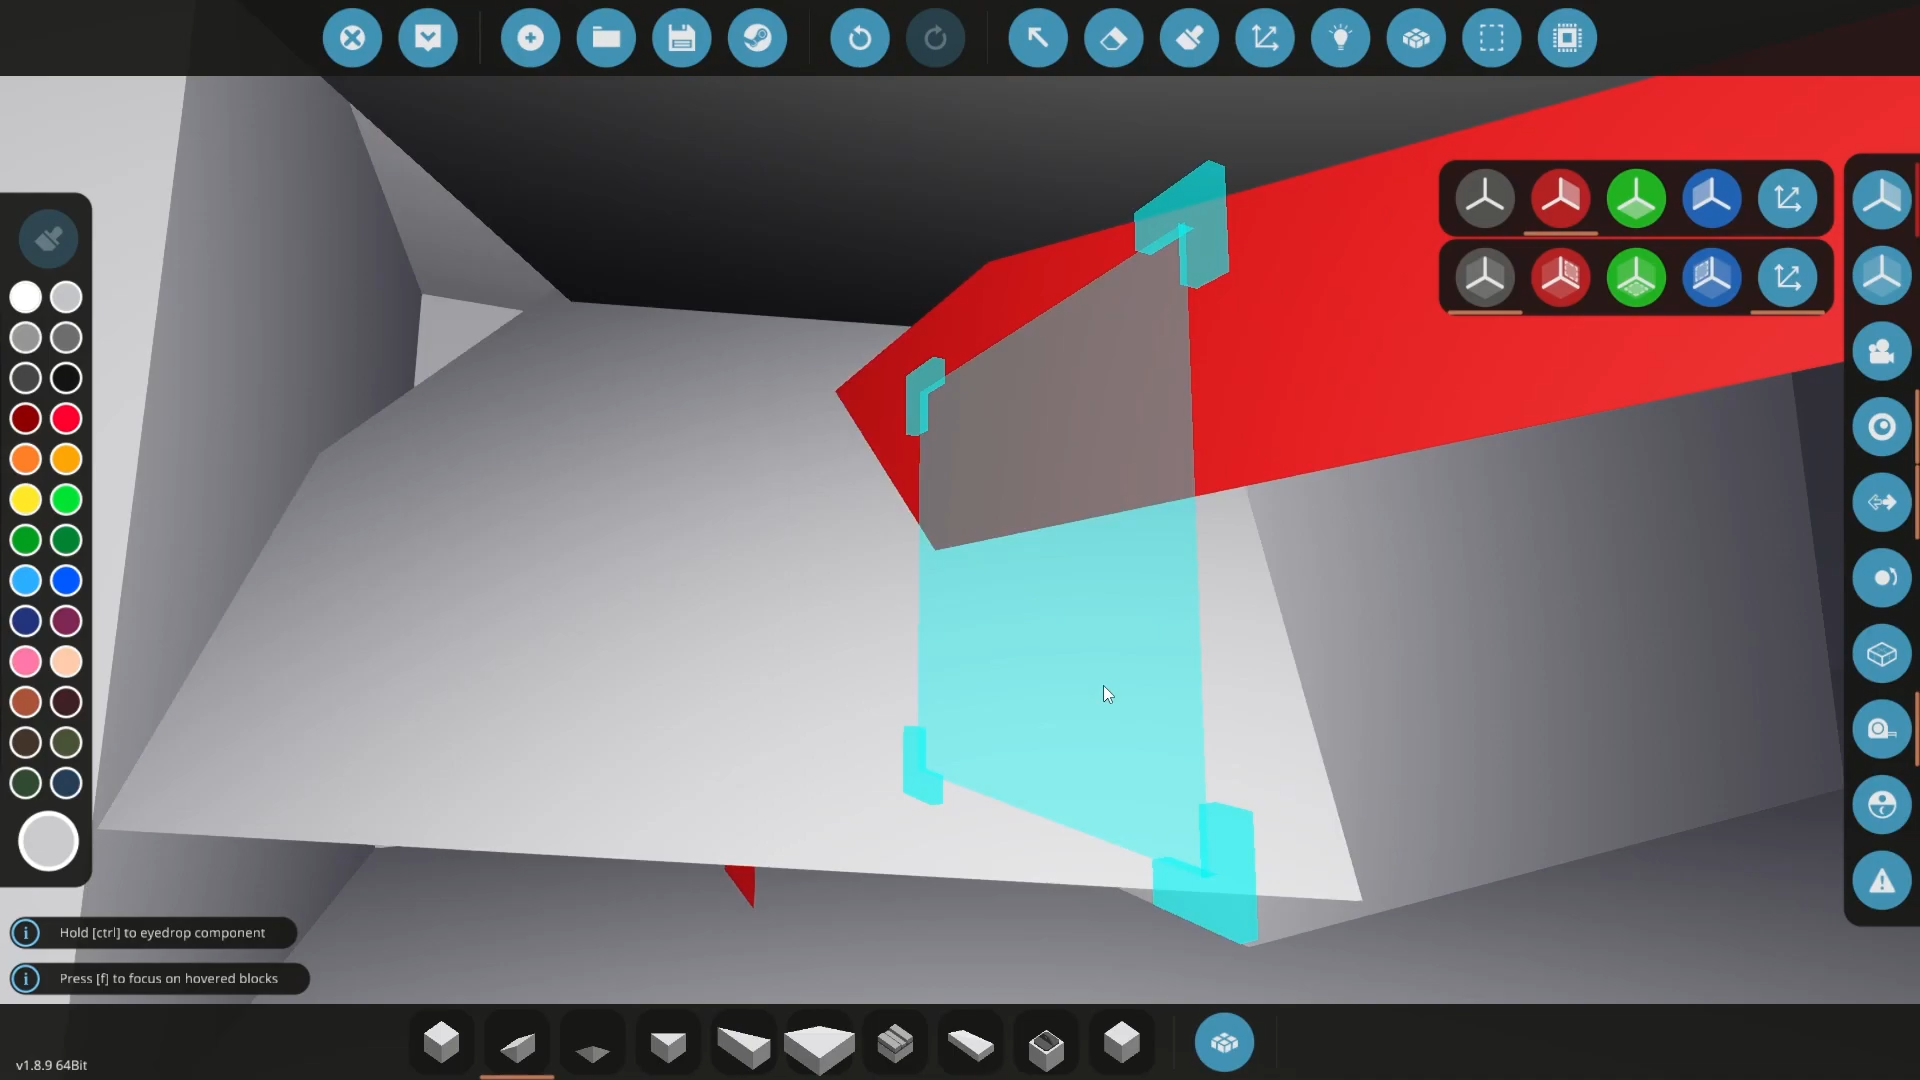 Hold [ctrl] to eyedrop component
Press [f] to focus on hovered blocks
v1.8.9 64Bit